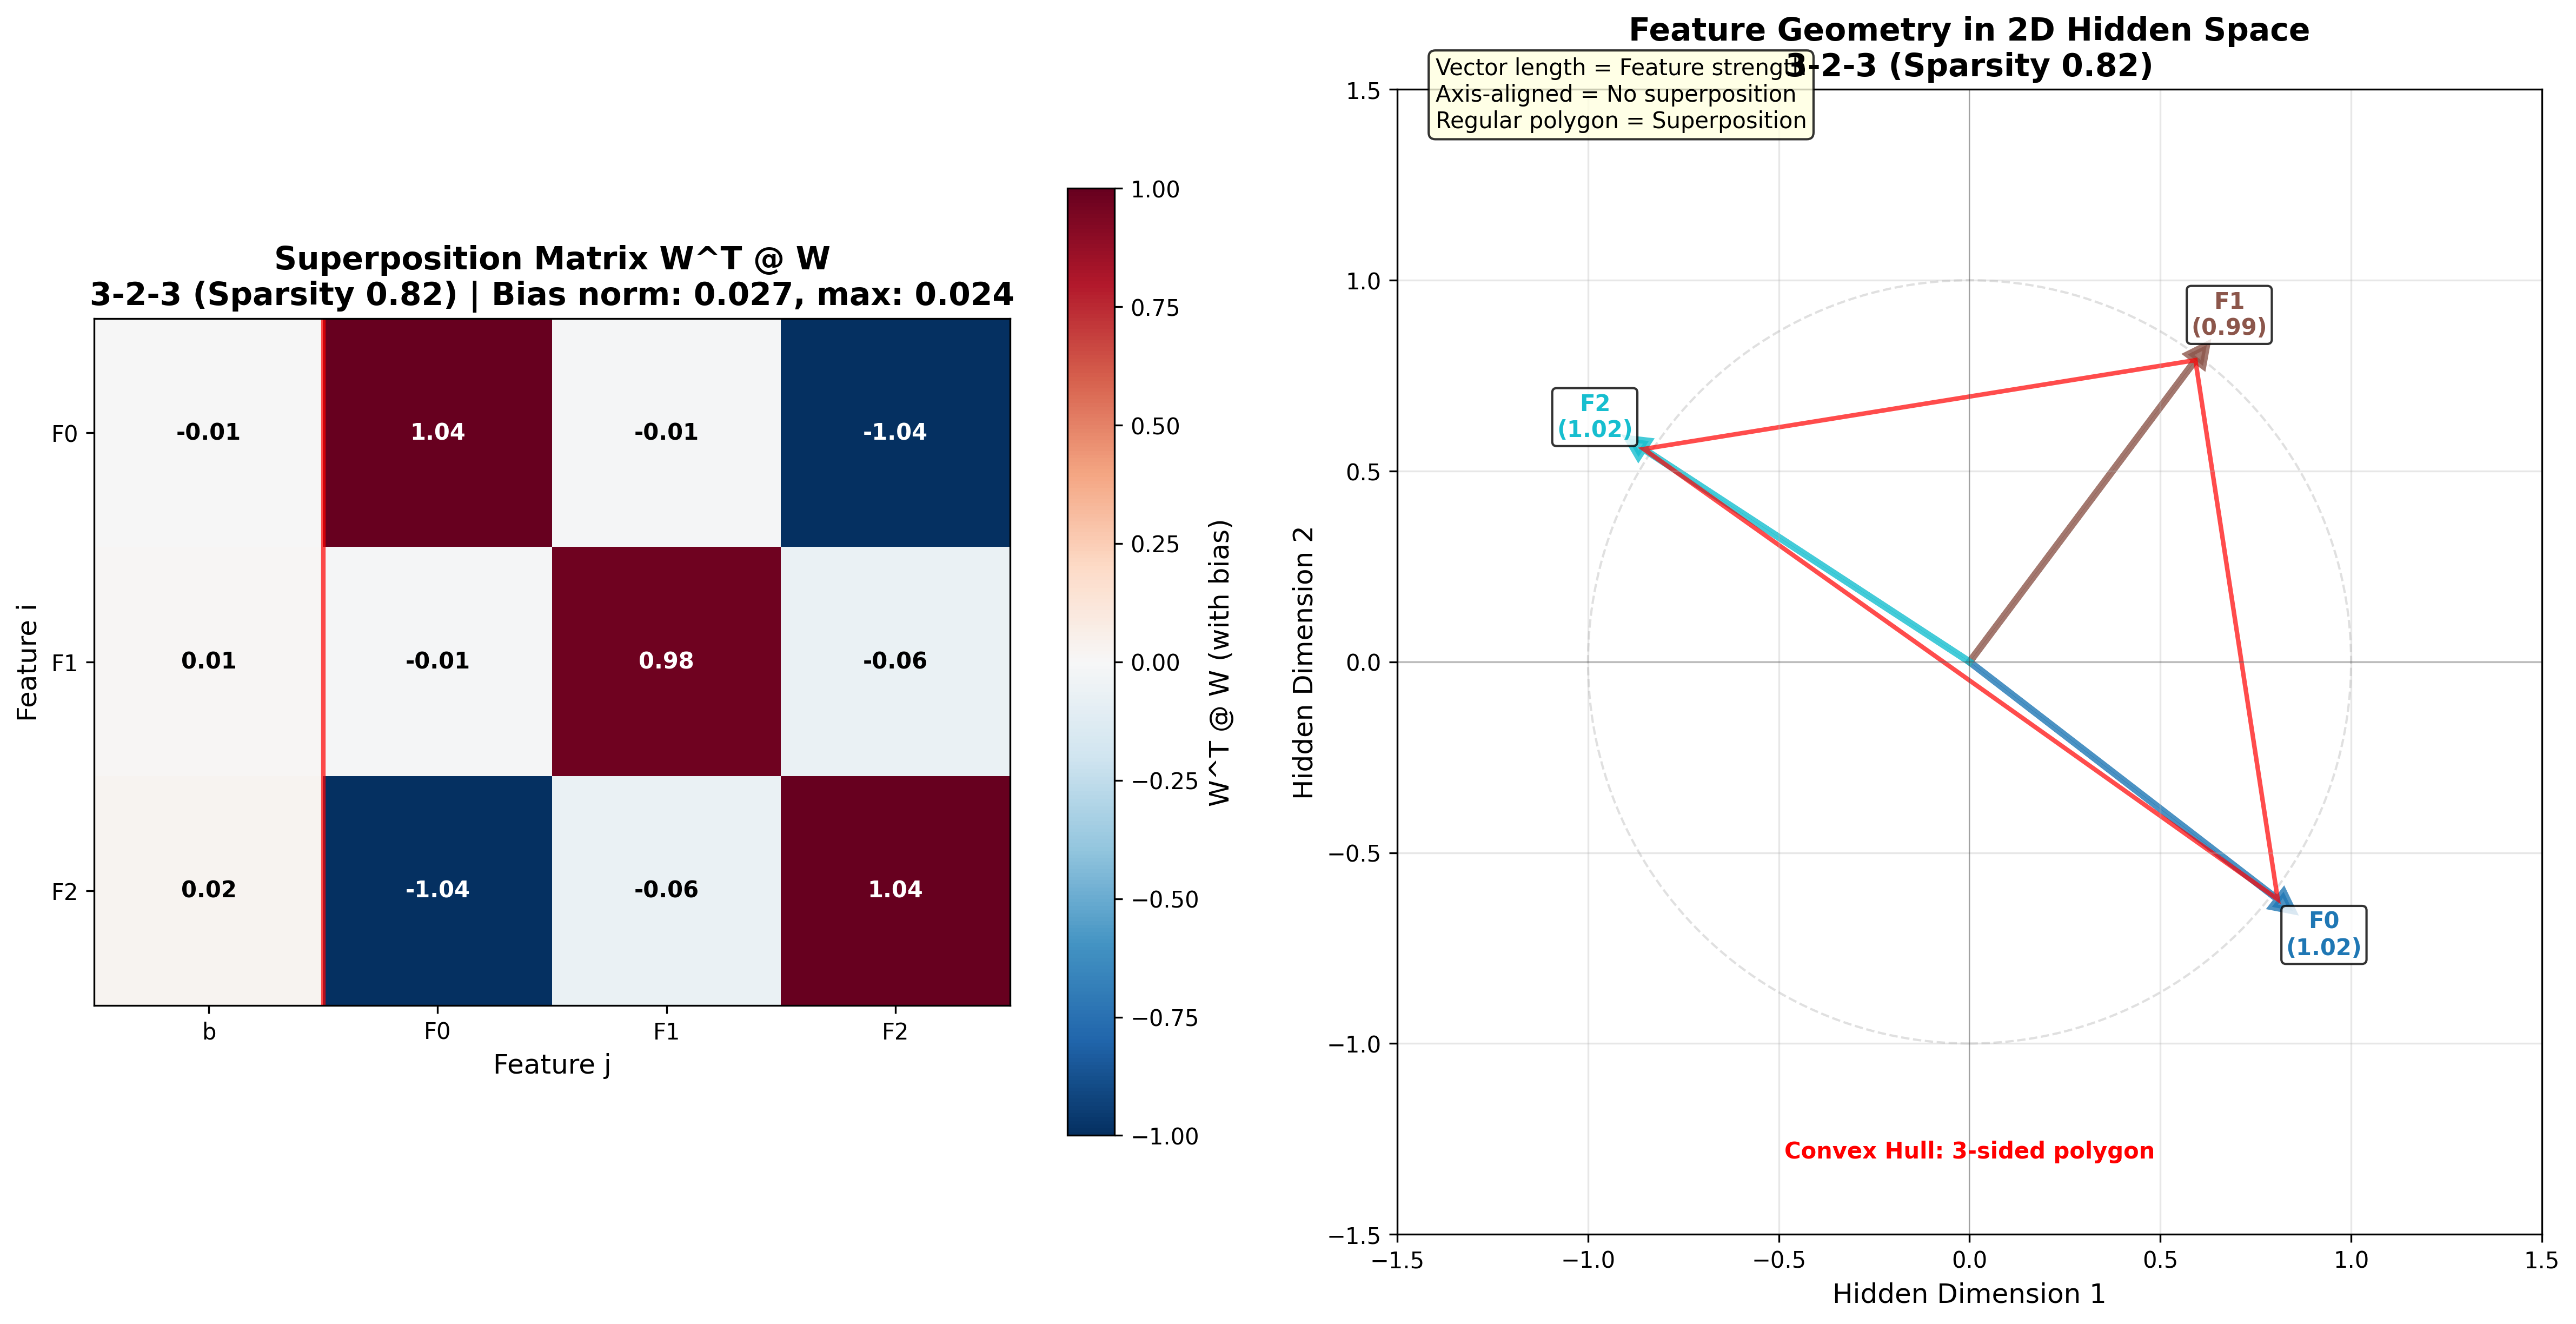 Superposition Matrix W^T @ W
3-2-3 (Sparsity 0.82) | Bias norm: 0.027, max: 0.024
Feature i
F0
F1
F2
-0.01
1.04
-0.01
-1.04
0.01
-0.01
0.98
-0.06
0.02
-1.04
-0.06
1.04
b
F0
F1
F2
Feature j
1.00
0.75
0.50
0.25
0.00
−0.25
−0.50
−0.75
−1.00
W^T @ W (with bias)
Feature Geometry in 2D Hidden Space
3-2-3 (Sparsity 0.82)
Vector length = Feature strength
Axis-aligned = No superposition
Regular polygon = Superposition
Hidden Dimension 2
1.5
1.0
0.5
0.0
−0.5
−1.0
−1.5
F1
(0.99)
F2
(1.02)
F0
(1.02)
Convex Hull: 3-sided polygon
−1.5
−1.0
−0.5
0.0
0.5
1.0
1.5
Hidden Dimension 1